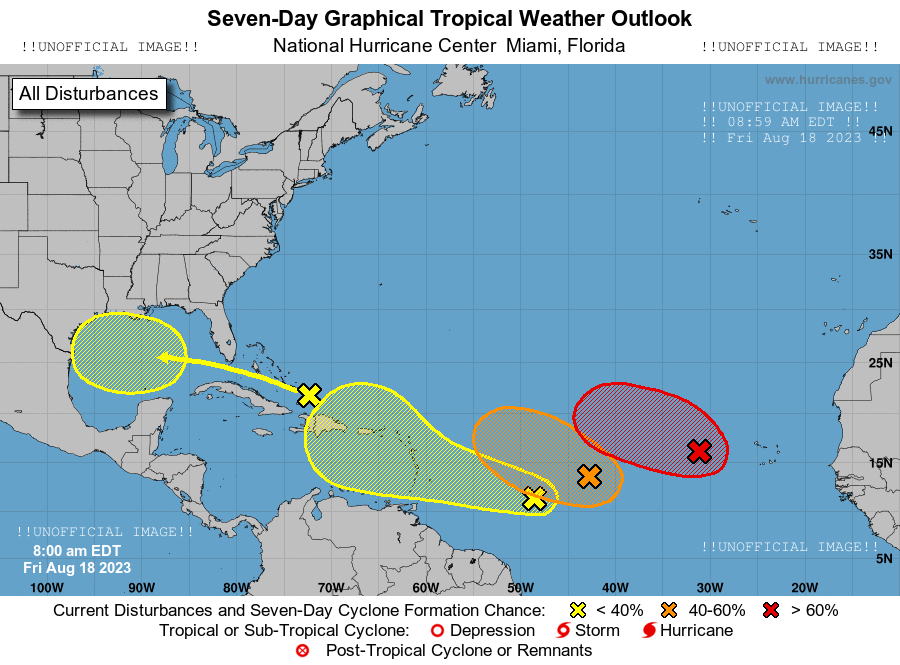 Seven-Day Graphical Tropical Weather Outlook
!!UNOFFICIAL IMAGE!!
National Hurricane Center  Miami, Florida
!!UNOFFICIAL IMAGE!!
All Disturbances
www.hurricanes.gov
!!UNOFFICIAL IMAGE!!
!! 08:59 AM EDT !!
!! Fri Aug 18 2023 !!
45N
35N
25N
15N
!!UNOFFICIAL IMAGE!!
8:00 am EDT
Fri Aug 18 2023
!!UNOFFICIAL IMAGE!!
5N
100W 90W 80W 70W 60W 50W 40W 30W 20W
Current Disturbances and Seven-Day Cyclone Formation Chance: < 40% 40-60% > 60%
Tropical or Sub-Tropical Cyclone: Depression Storm Hurricane
Post-Tropical Cyclone or Remnants